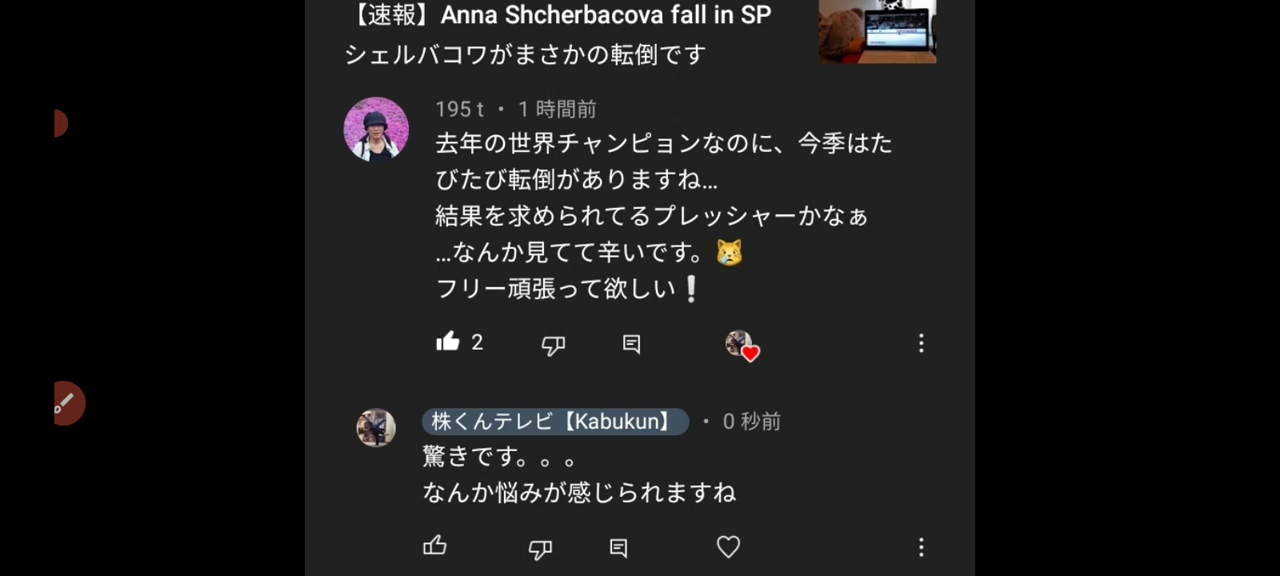 【速報】Anna Shcherbacova fall in SP
シェルバコワがまさかの転倒です
195 t ・ 1 時間前
去年の世界チャンピョンなのに、今季はた
びたび転倒がありますね...
結果を求められてるプレッシャーかなぁ
...なんか見てて辛いです。😿
フリー頑張って欲しい❕
2
株くんテレビ【Kabukun】 ・ 0 秒前
驚きです。。。
なんか悩みが感じられますね